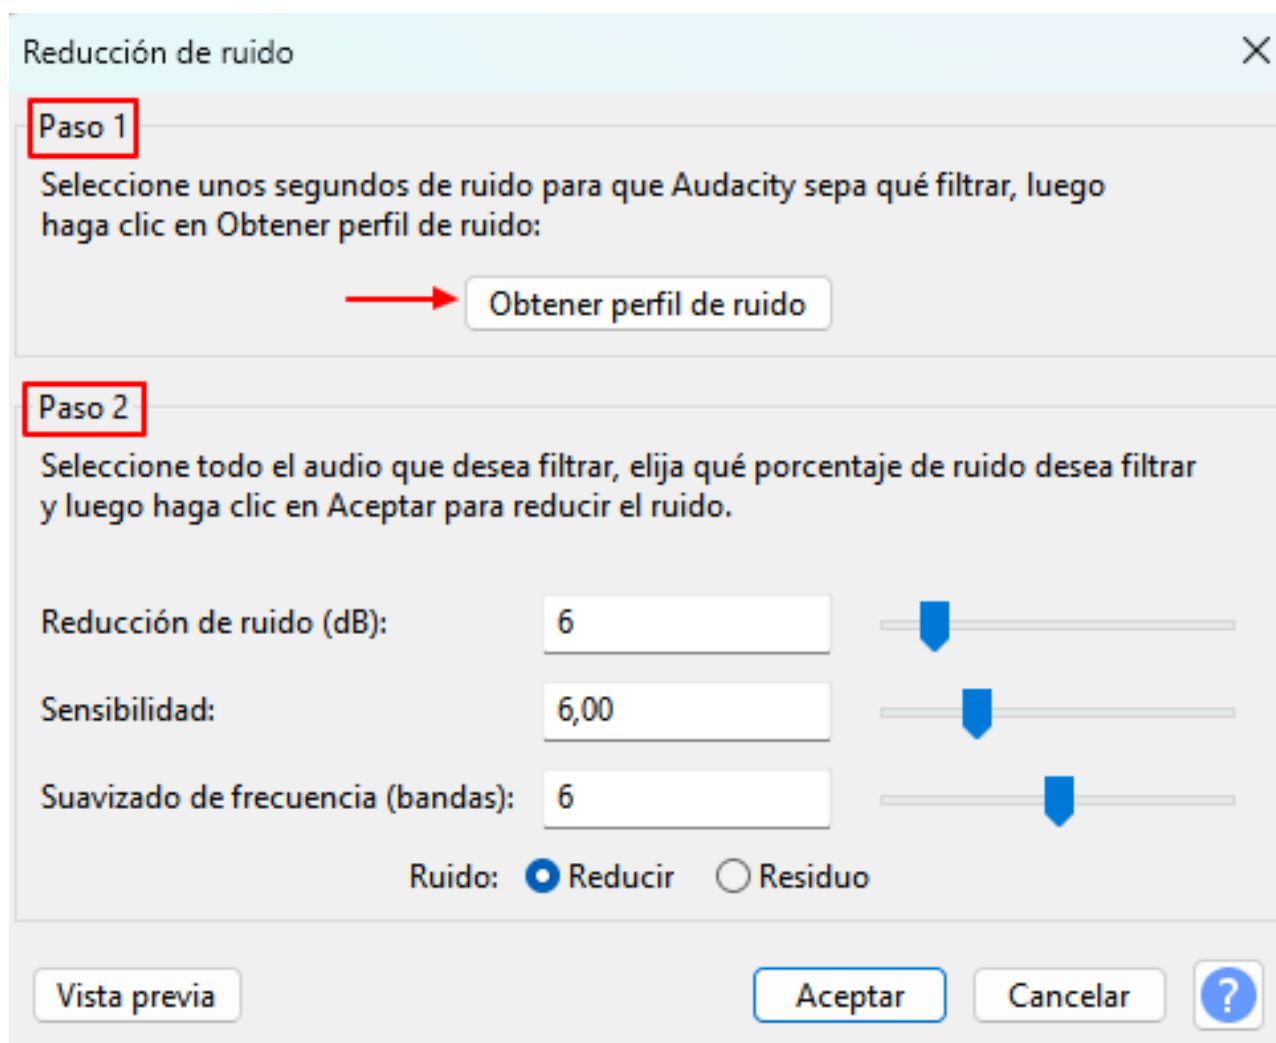 Reducción de ruido
Paso 1
Seleccione unos segundos de ruido para que Audacity sepa qué filtrar, luego
haga clic en Obtener perfil de ruido:
Obtener perfil de ruido
Paso 2
Seleccione todo el audio que desea filtrar, elija qué porcentaje de ruido desea filtrar
y luego haga clic en Aceptar para reducir el ruido.
Reducción de ruido (dB): 6
Sensibilidad: 6,00
Suavizado de frecuencia (bandas): 6
Ruido: Reducir Residuo
Vista previa Aceptar Cancelar ?